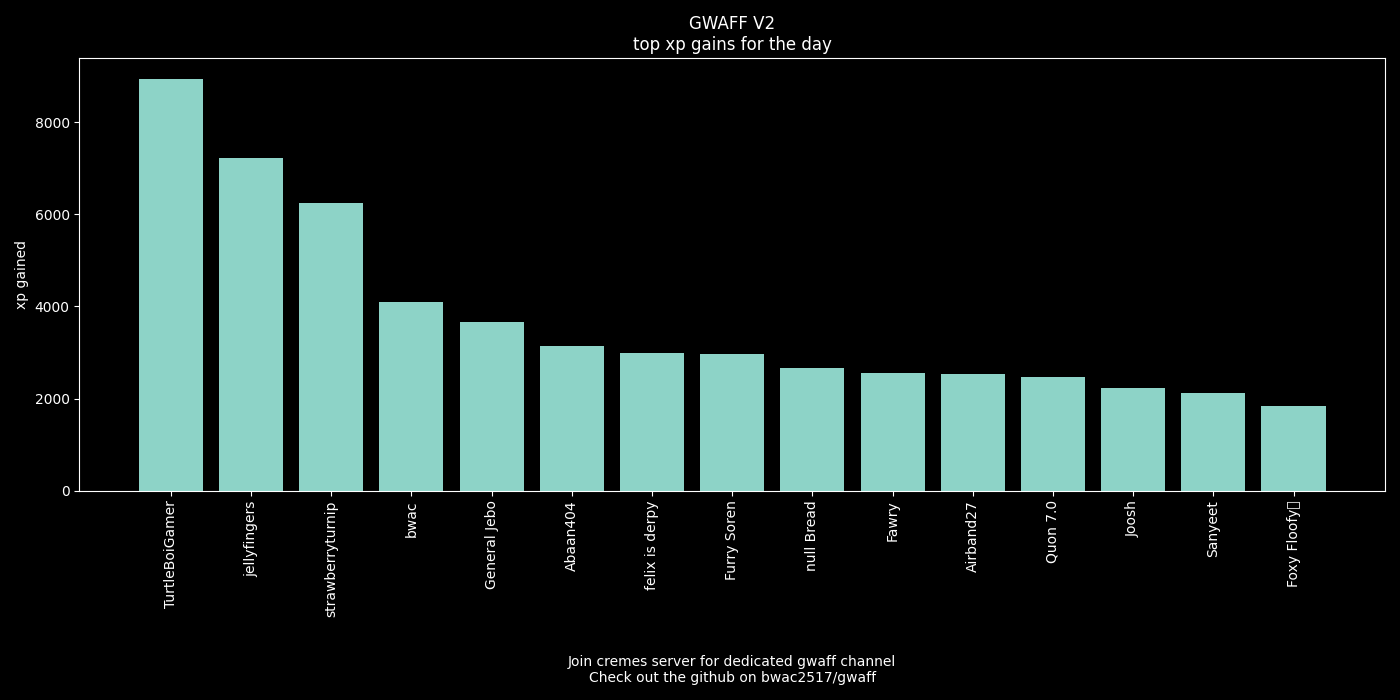 GWAFF V2
top xp gains for the day
xp gained
8000
6000
4000
2000
0
TurtleBoiGamer
jellyfingers
strawberryturnip
bwac
General Jebo
Abaan404
felix is derpy
Furry Soren
null Bread
Fawry
Airband27
Quon 7.0
Joosh
Sanyeet
Foxy Floofy▯
Join cremes server for dedicated gwaff channel
Check out the github on bwac2517/gwaff